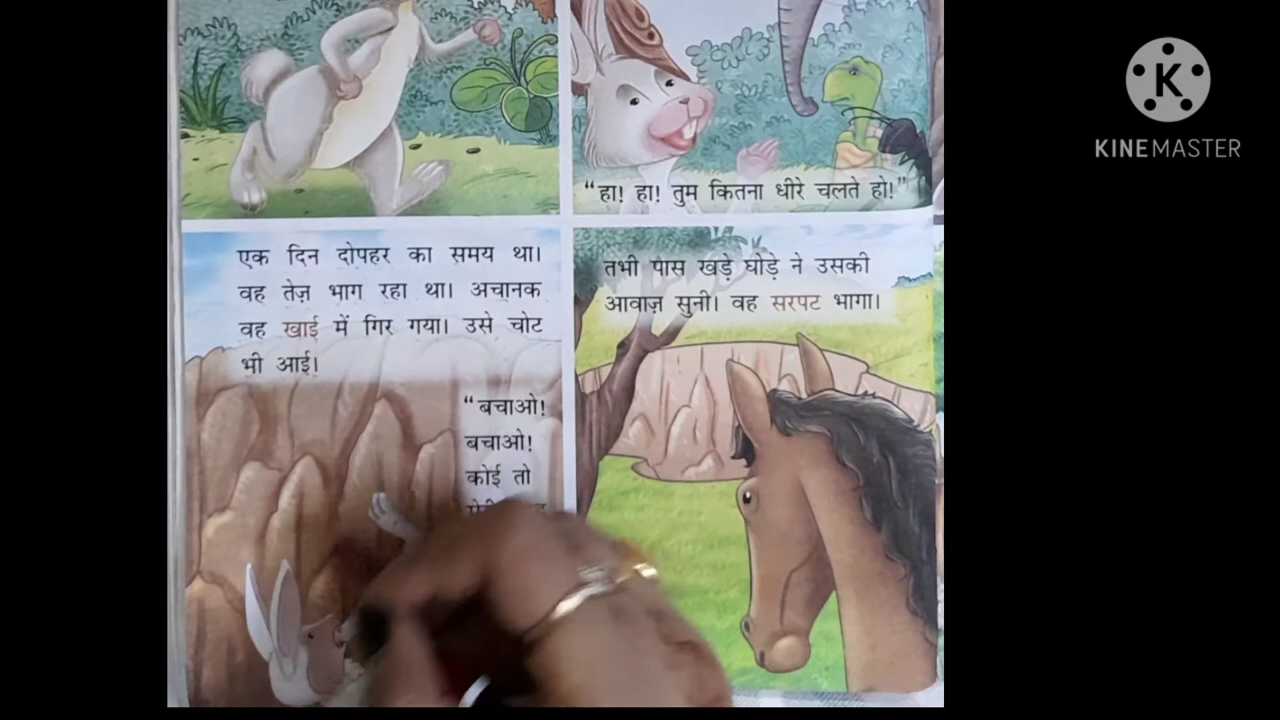 "हा! हा! तुम कितना धीरे चलते हो!"
एक दिन दोपहर का समय था।
वह तेज़ भाग रहा था। अचानक
वह खाई में गिर गया। उसे चोट
भी आई।
"बचाओ!
बचाओ!
कोई तो
तभी पास खड़े घोड़े ने उसकी
आवाज़ सुनी। वह सरपट भागा।
K
KINEMASTER